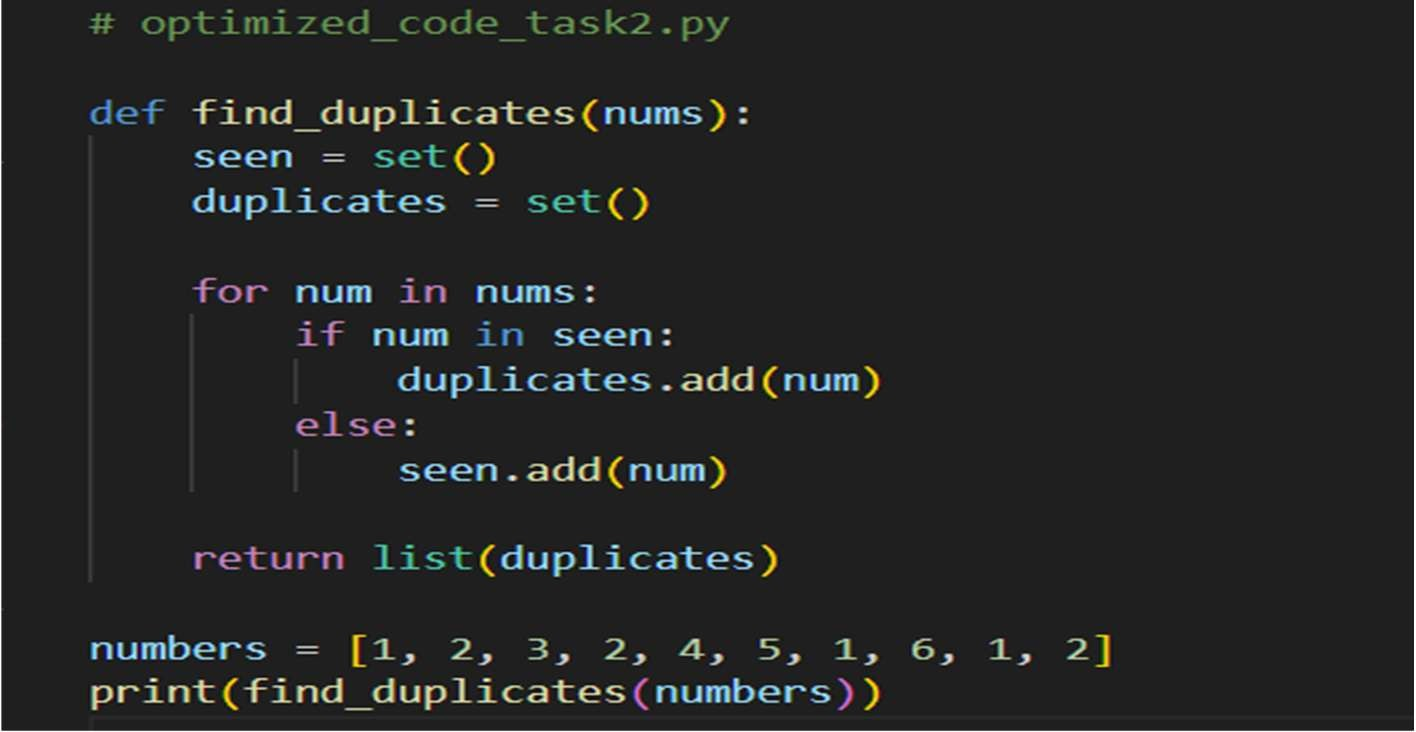 # optimized_code_task2.py
def find_duplicates(nums):
    seen = set()
    duplicates = set()
    for num in nums:
        if num in seen:
            duplicates.add(num)
        else:
            seen.add(num)
    return list(duplicates)
numbers = [1, 2, 3, 2, 4, 5, 1, 6, 1, 2]
print(find_duplicates(numbers))